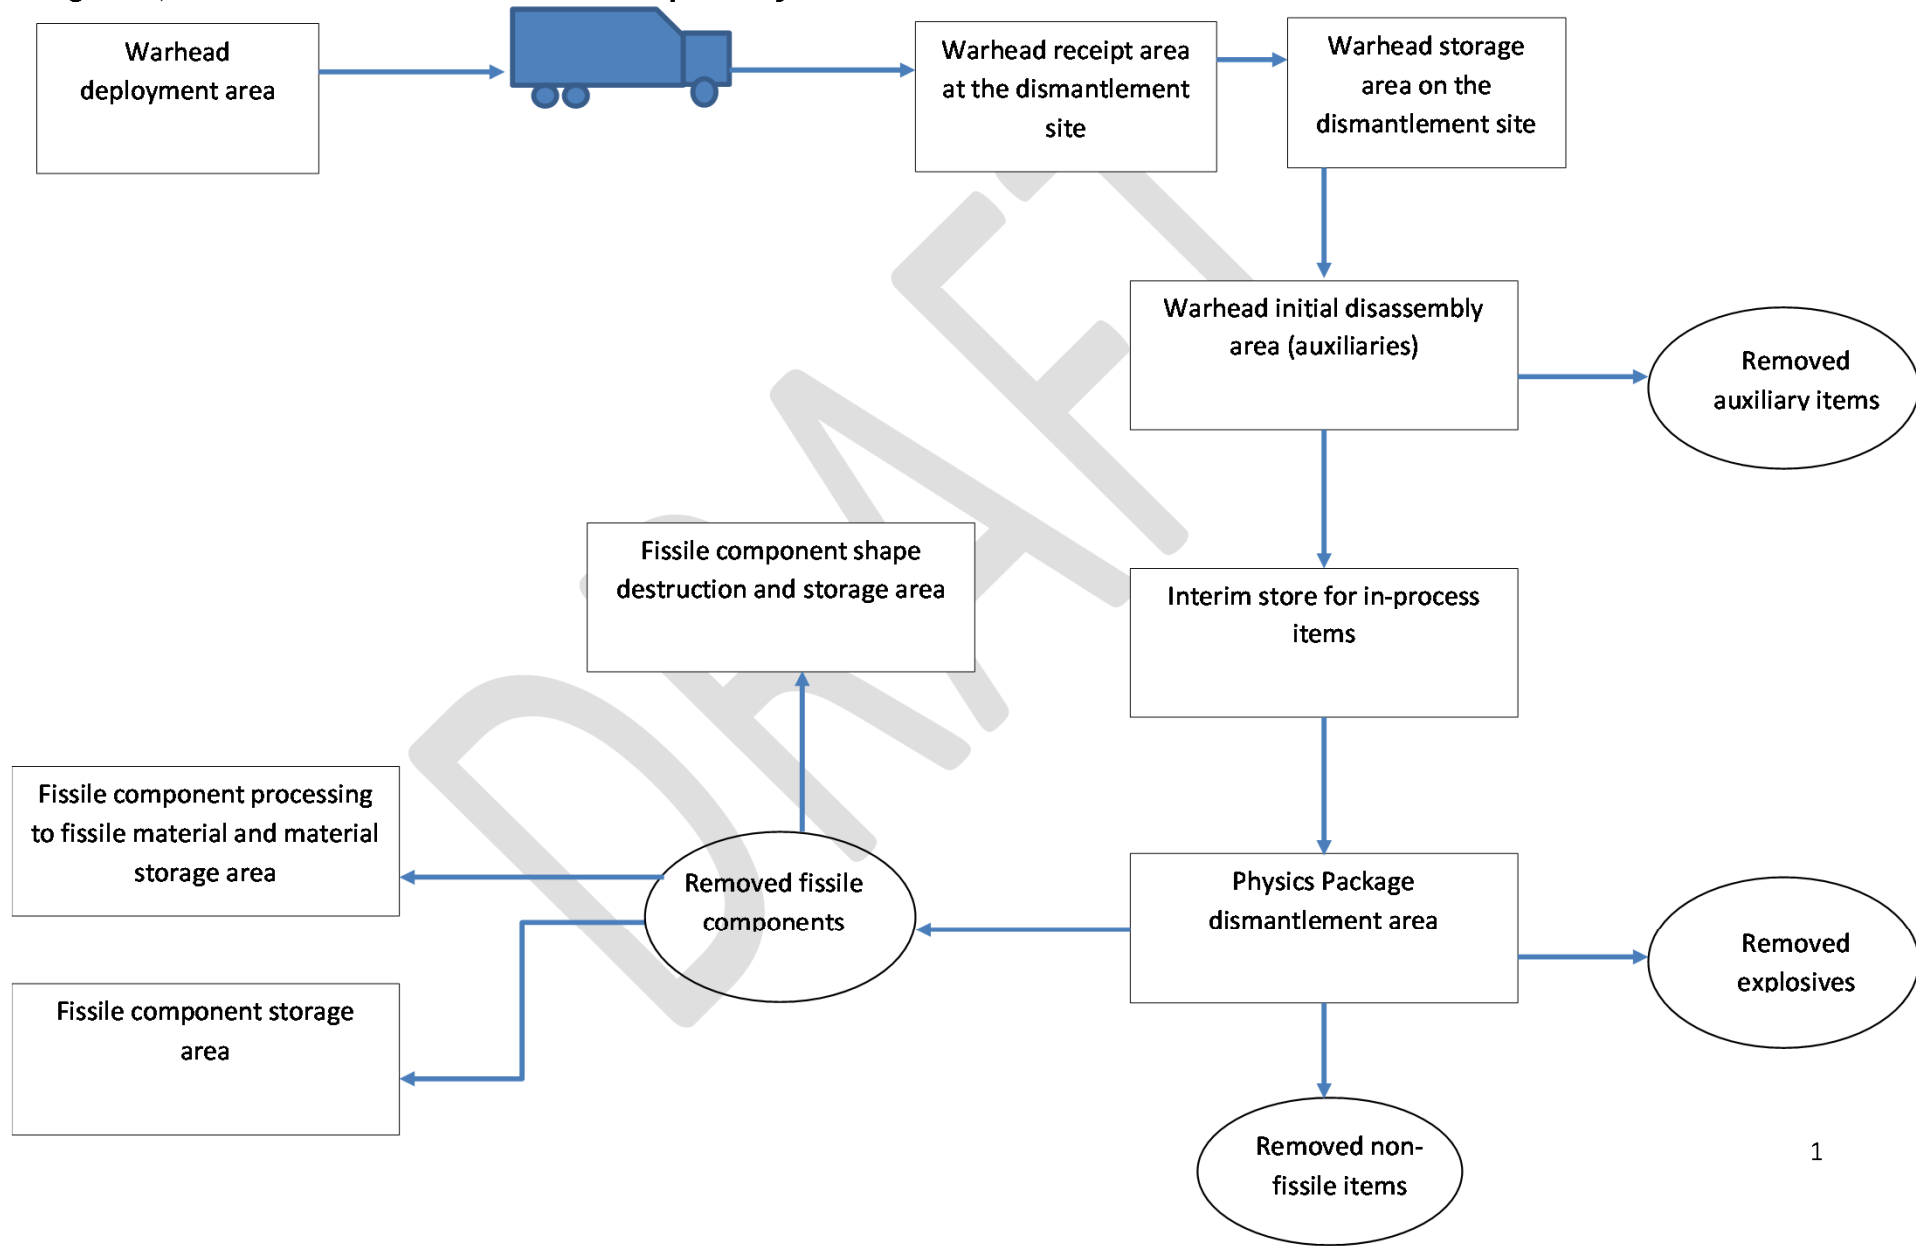 Warhead
deployment area
Warhead receipt area
at the dismantlement
site
Warhead storage
area on the
dismantlement site
Warhead initial disassembly
area (auxiliaries)
Removed
auxiliary items
Fissile component shape
destruction and storage area
Interim store for in-process
items
Fissile component processing
to fissile material and material
storage area
Removed fissile
components
Physics Package
dismantlement area
Removed
explosives
Fissile component storage
area
Removed non-
fissile items
1
DRAFT